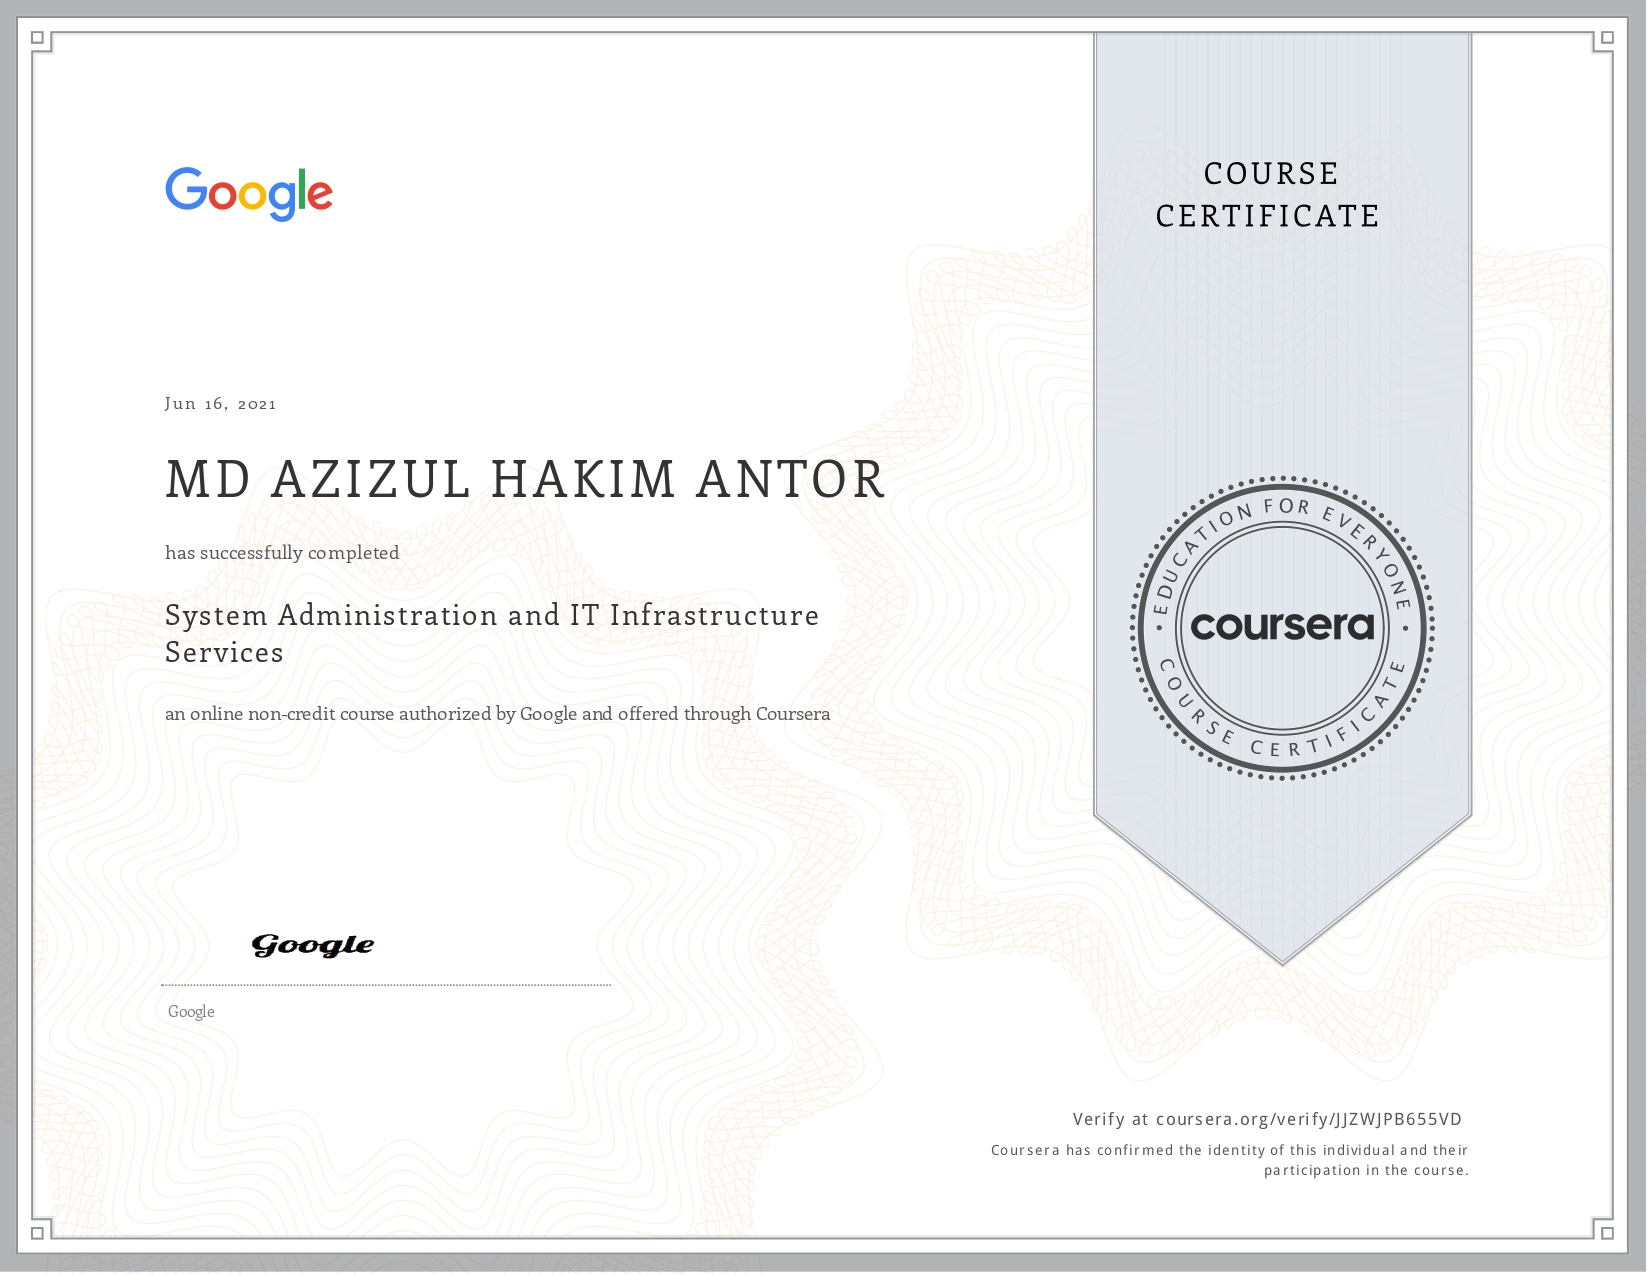 Google
COURSE
CERTIFICATE
Jun 16, 2021
MD AZIZUL HAKIM ANTOR
has successfully completed
System Administration and IT Infrastructure
Services
an online non-credit course authorized by Google and offered through Coursera
EDUCATION FOR EVERYONE
coursera
COURSE CERTIFICATE
Google
Google
Verify at coursera.org/verify/JJZWJPB655VD
Coursera has confirmed the identity of this individual and their
participation in the course.